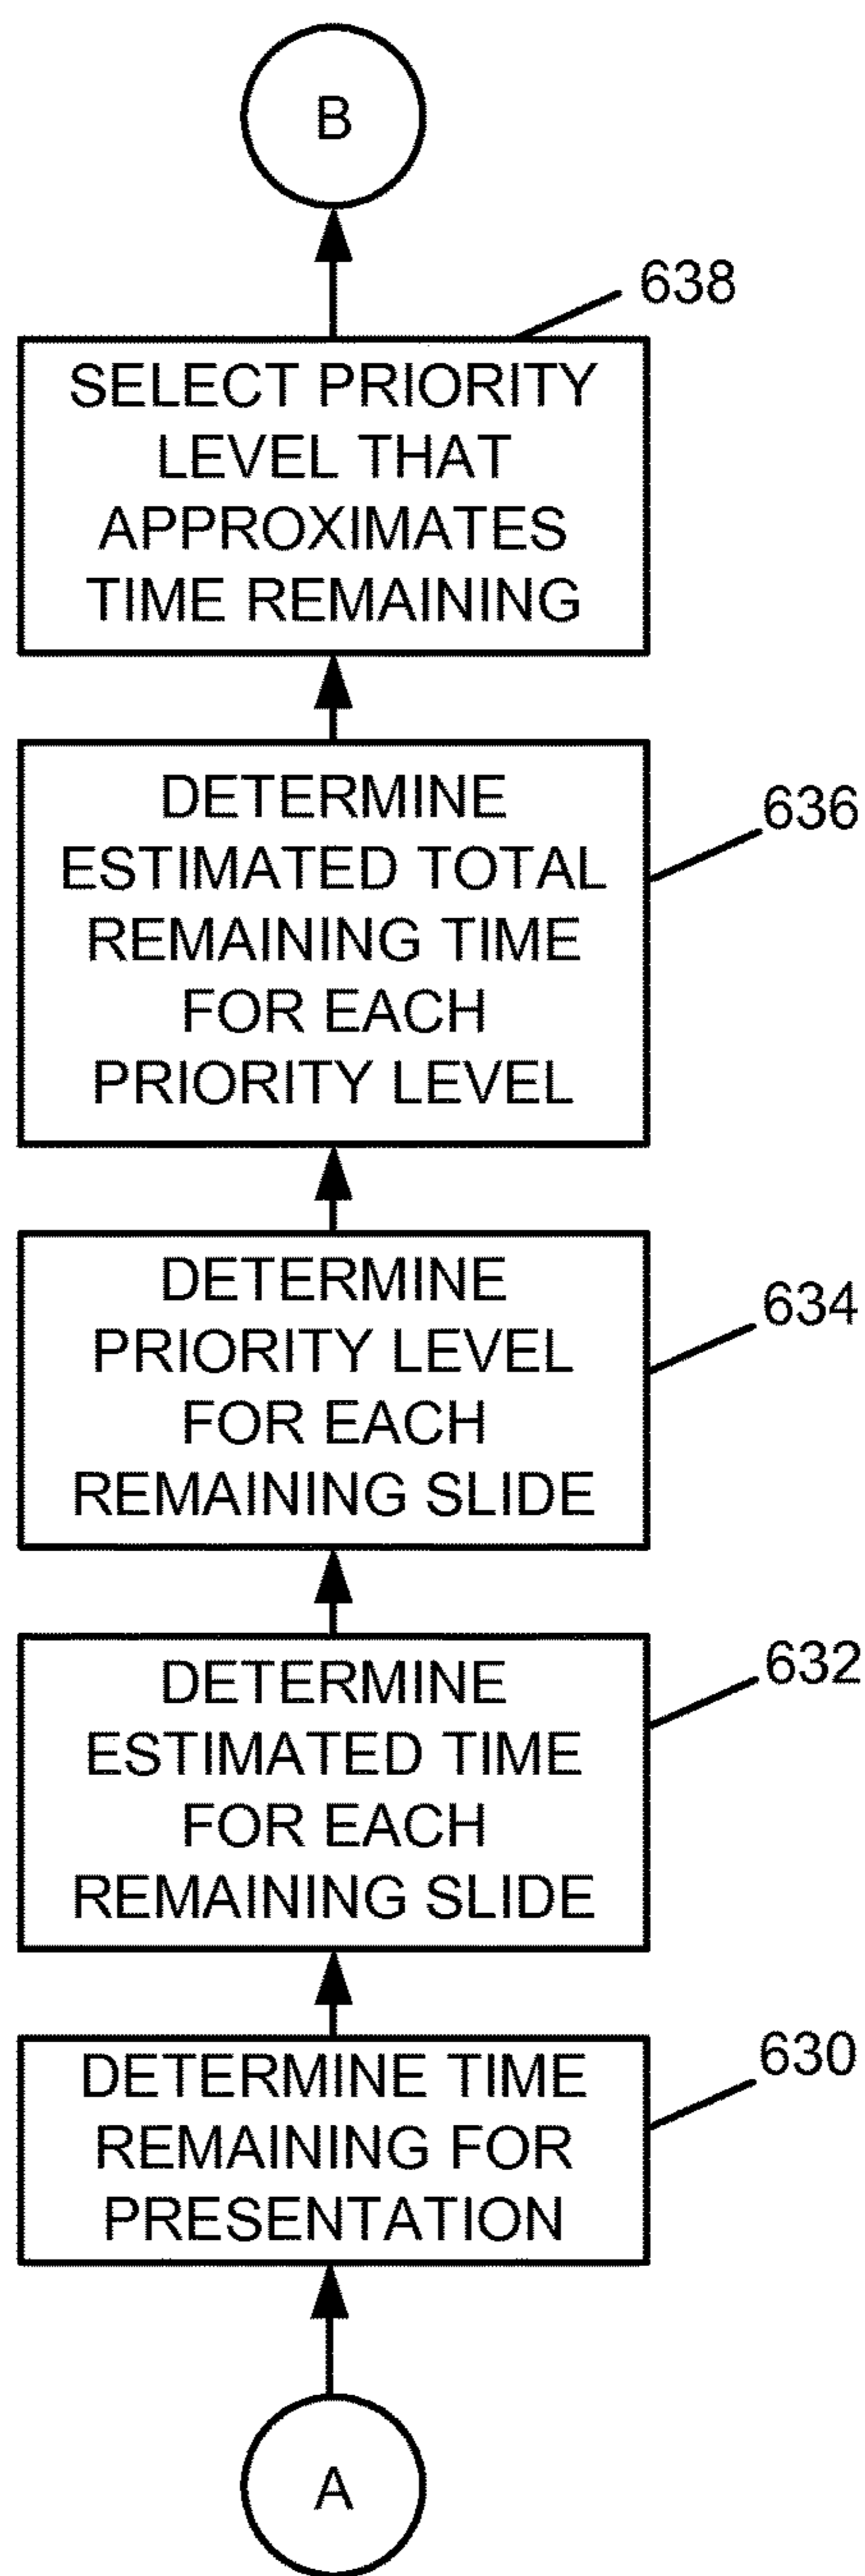 B
638
SELECT PRIORITY
LEVEL THAT
APPROXIMATES
TIME REMAINING
636
DETERMINE
ESTIMATED TOTAL
REMAINING TIME
FOR EACH
PRIORITY LEVEL
634
DETERMINE
PRIORITY LEVEL
FOR EACH
REMAINING SLIDE
632
DETERMINE
ESTIMATED TIME
FOR EACH
REMAINING SLIDE
630
DETERMINE TIME
REMAINING FOR
PRESENTATION
A